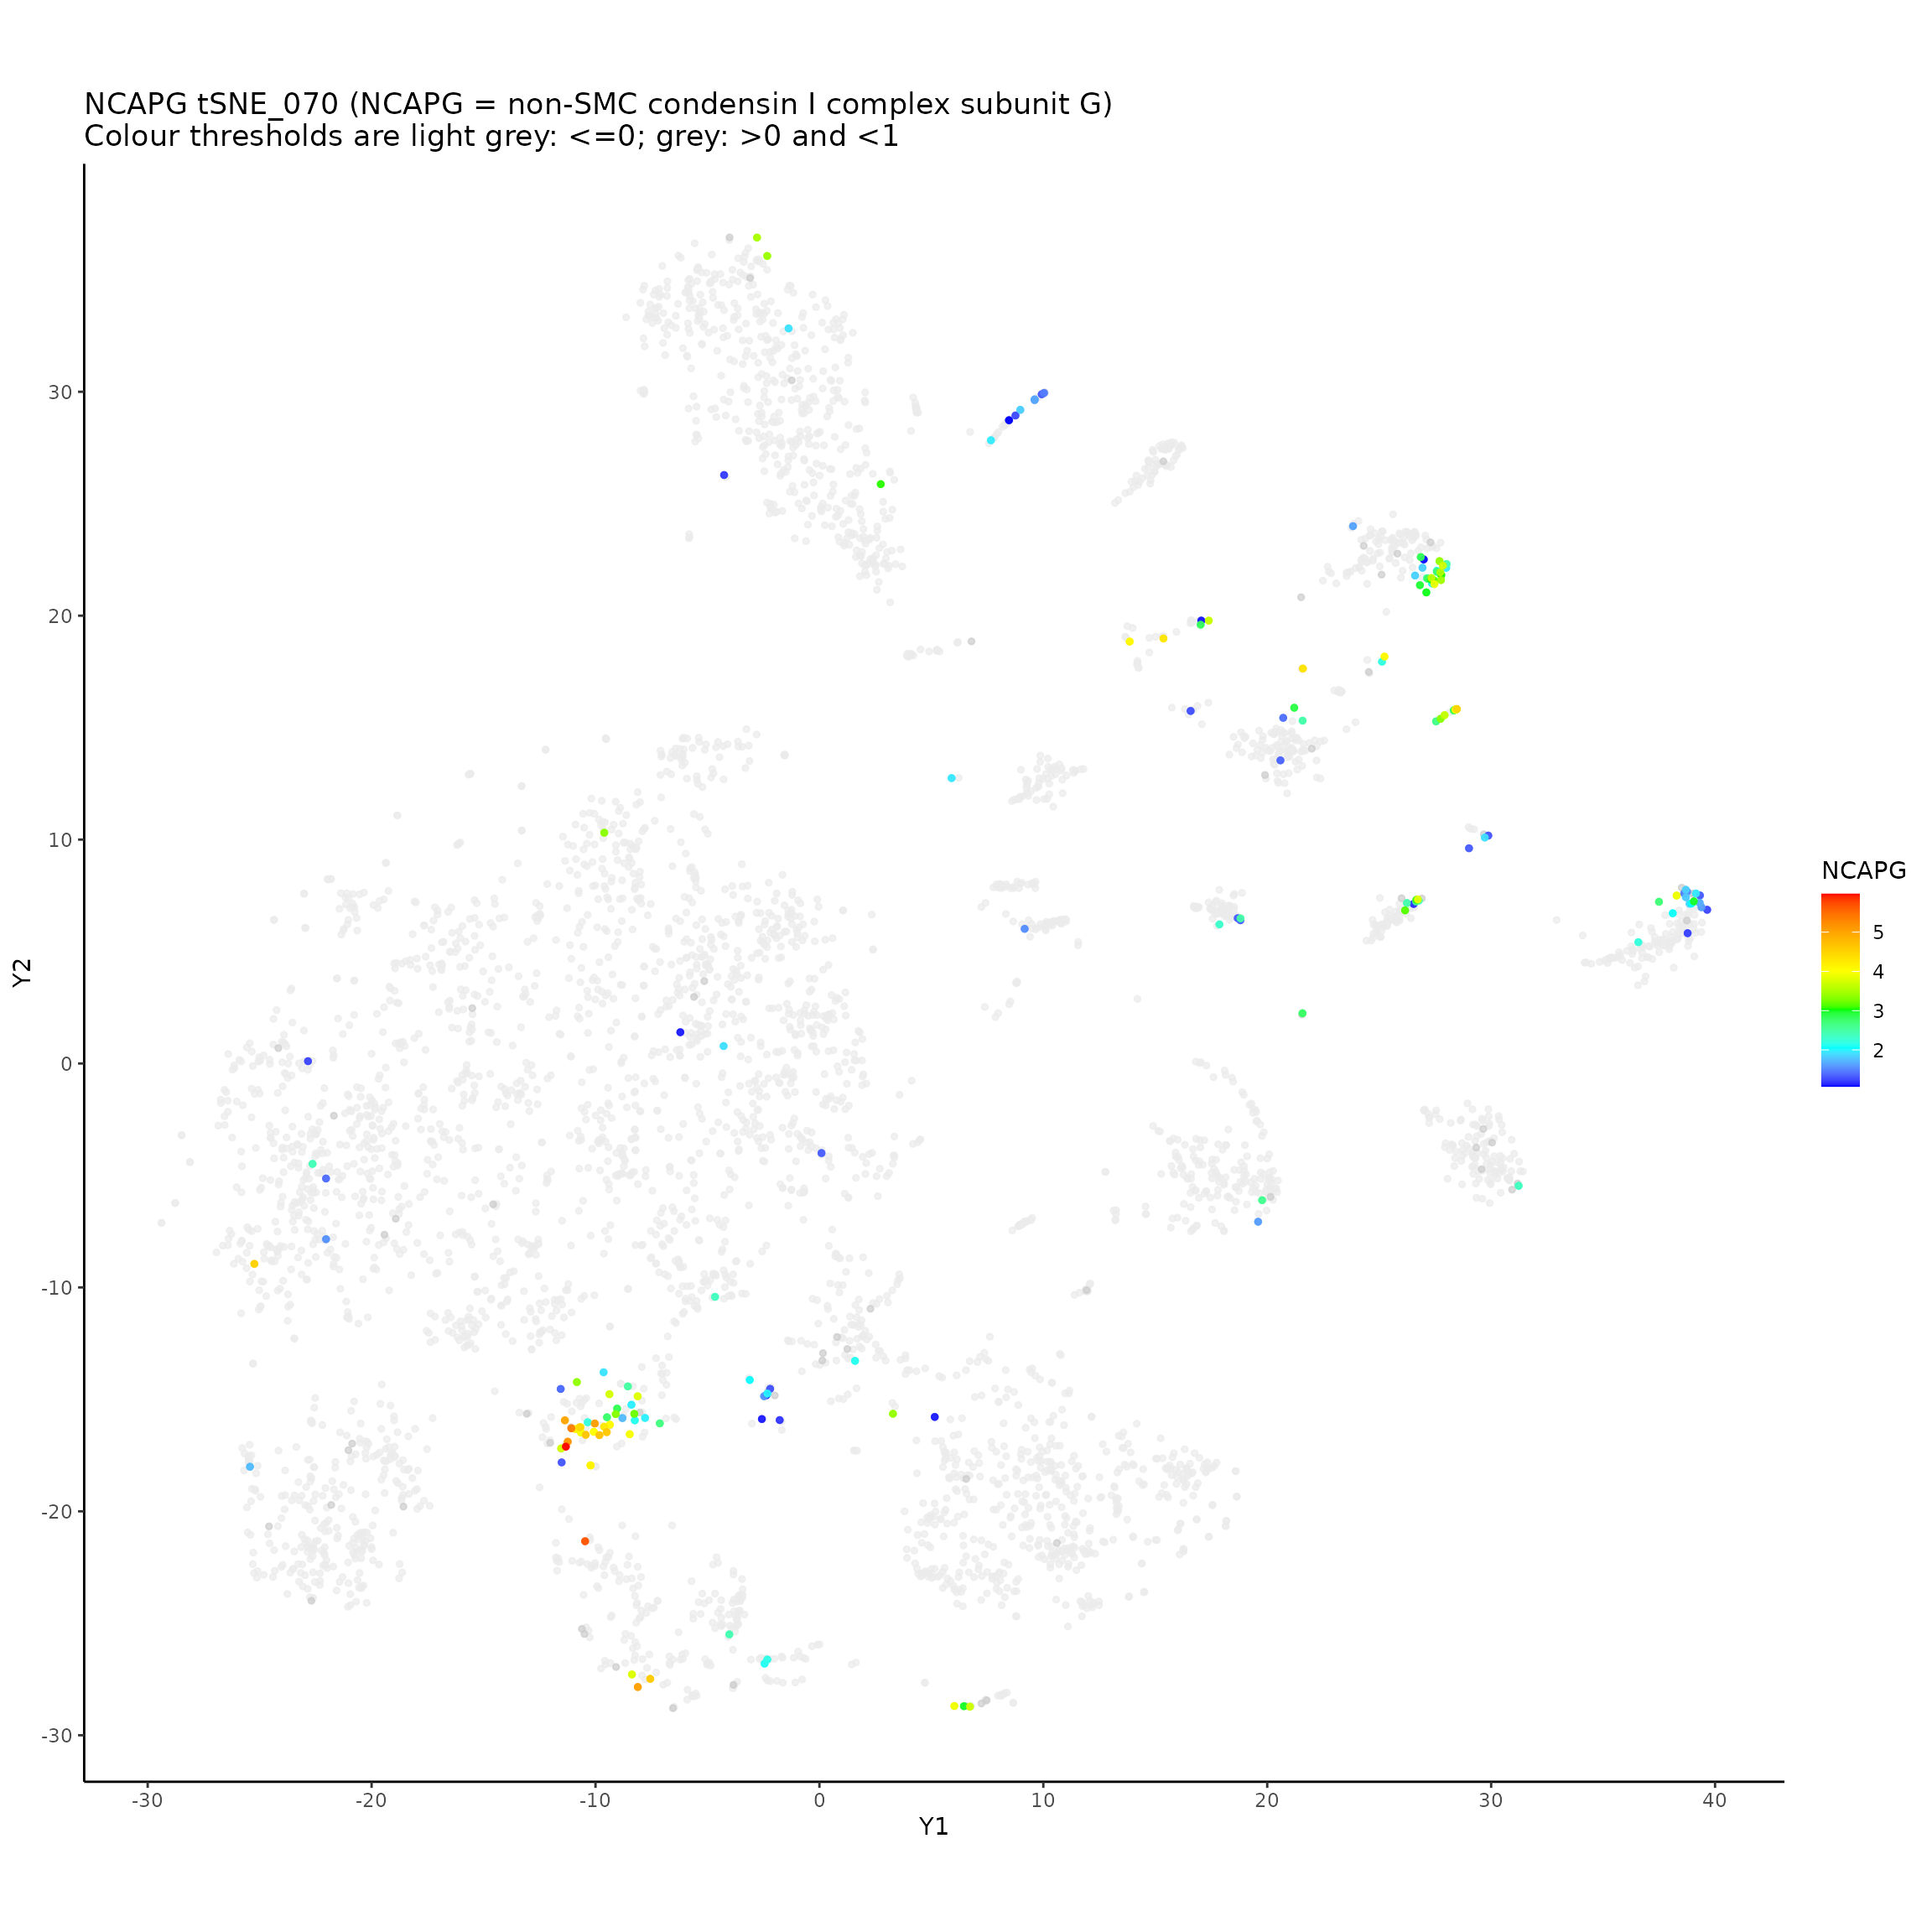 NCAPG tSNE_070 (NCAPG = non-SMC condensin I complex subunit G)
Colour thresholds are light grey: <=0; grey: >0 and <1
30
20
10
0
-10
-20
-30
Y2
-30 -20 -10 0 10 20 30 40
Y1
NCAPG
5
4
3
2